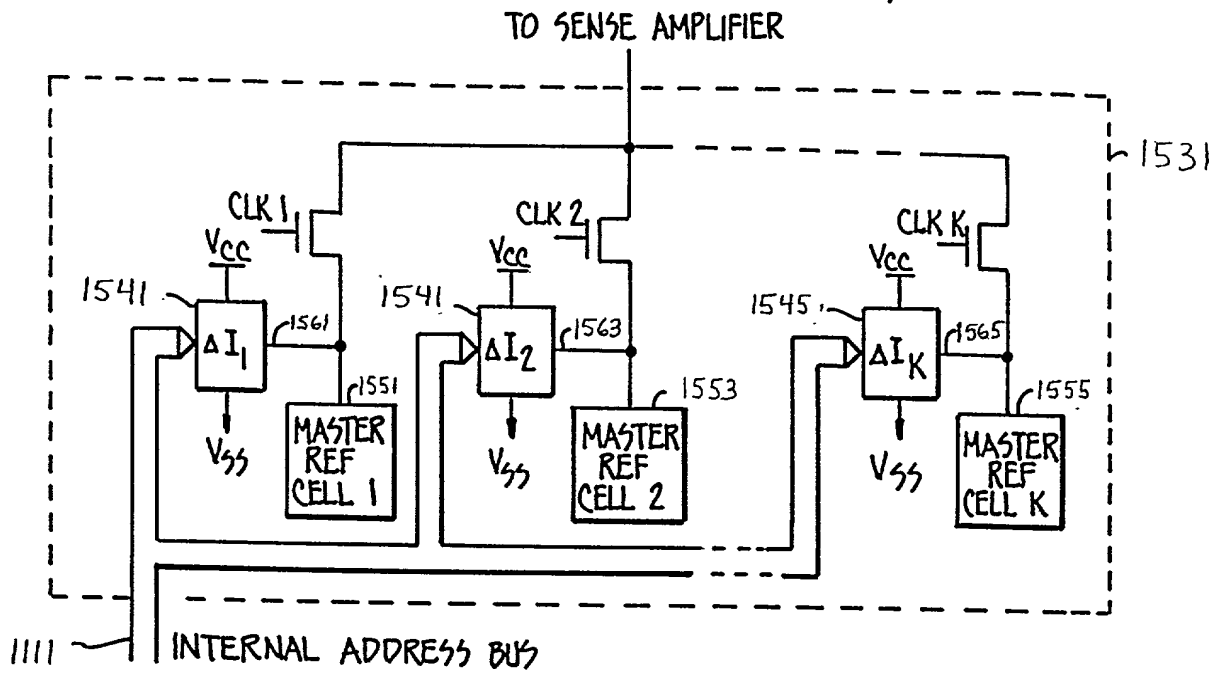 TO SENSE AMPLIFIER
1531
CLK 1
CLK 2
CLK K
VCC
VCC
VCC
1541
1541
1545
ΔI1
1561
ΔI2
1563
ΔIK
1565
VSS
VSS
VSS
1551
MASTER
REF
CELL 1
1553
MASTER
REF
CELL 2
1555
MASTER
REF
CELL K
1111
INTERNAL ADDRESS BUS